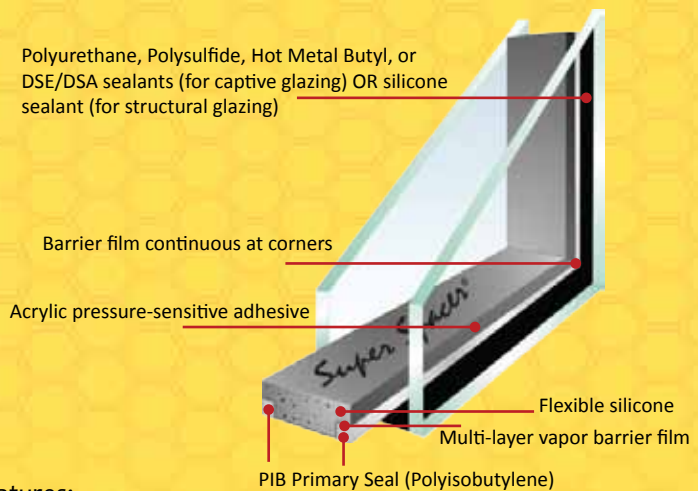 Polyurethane, Polysulfide, Hot Metal Butyl, or
DSE/DSA sealants (for captive glazing) OR silicone
sealant (for structural glazing)
Barrier film continuous at corners
Acrylic pressure-sensitive adhesive
Super Spacer®
Flexible silicone
Multi-layer vapor barrier film
PIB Primary Seal (Polyisobutylene)